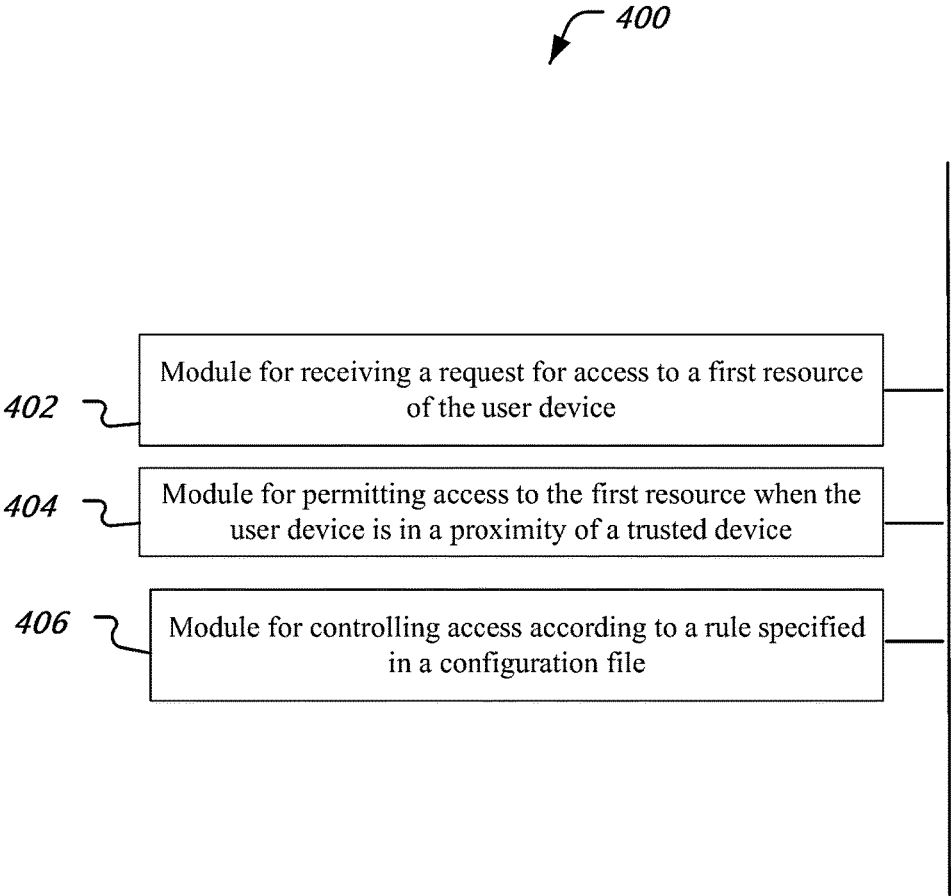 400
402
Module for receiving a request for access to a first resource
of the user device
404
Module for permitting access to the first resource when the
user device is in a proximity of a trusted device
406
Module for controlling access according to a rule specified
in a configuration file